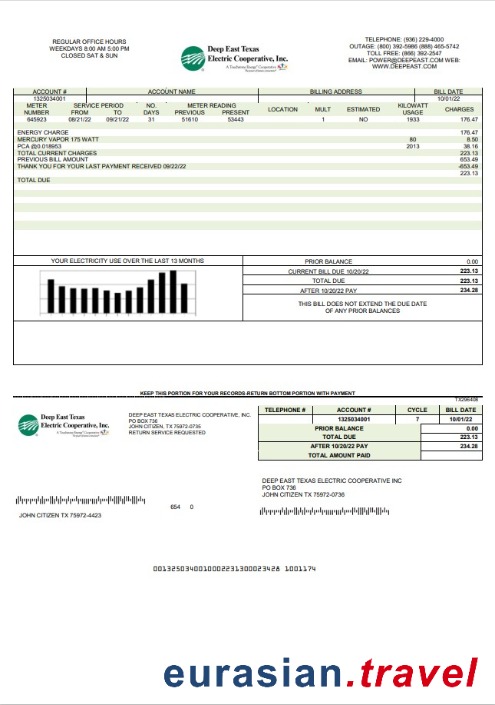 REGULAR OFFICE HOURS
WEEKDAYS 8:00 AM 5:00 PM
CLOSED SAT & SUN
Deep East Texas
Electric Cooperative, Inc.
TELEPHONE: (936) 229-4000
OUTAGE: (800) 392-5986 (888) 465-5742
TOLL FREE: (866) 392-2547
EMAIL: POWER@DEEPEAST.COM WEB:
WWW.DEEPEAST.COM
ACCOUNT # ACCOUNT NAME BILLING ADDRESS BILL DATE
1325034001 10/01/22
METER NUMBER SERVICE PERIOD FROM TO NO. DAYS METER READING PREVIOUS PRESENT LOCATION MULT ESTIMATED KILOWATT USAGE CHARGES
645923 08/21/22 09/21/22 31 51610 53443 1 NO 1933 176.47
ENERGY CHARGE 176.47
MERCURY VAPOR 175 WATT 80 8.50
PCA @0.018953 2013 38.16
TOTAL CURRENT CHARGES 223.13
PREVIOUS BILL AMOUNT 653.49
THANK YOU FOR YOUR LAST PAYMENT RECEIVED 09/22/22 -653.49
223.13
TOTAL DUE
YOUR ELECTRICITY USE OVER THE LAST 13 MONTHS
PRIOR BALANCE 0.00
CURRENT BILL DUE 10/20/22 223.13
TOTAL DUE 223.13
AFTER 10/20/22 PAY 234.28
THIS BILL DOES NOT EXTEND THE DUE DATE
OF ANY PRIOR BALANCES
KEEP THIS PORTION FOR YOUR RECORDS-RETURN BOTTOM PORTION WITH PAYMENT
TX296408
Deep East Texas
Electric Cooperative, Inc.
DEEP EAST TEXAS ELECTRIC COOPERATIVE, INC.
PO BOX 736
JOHN CITIZEN, TX 75972-0736
RETURN SERVICE REQUESTED
TELEPHONE # ACCOUNT # CYCLE BILL DATE
1325034001 7 10/01/22
PRIOR BALANCE 0.00
TOTAL DUE 223.13
AFTER 10/20/22 PAY 234.28
TOTAL AMOUNT PAID
DEEP EAST TEXAS ELECTRIC COOPERATIVE INC
PO BOX 736
JOHN CITIZEN TX 75972-0736
654 0
JOHN CITIZEN TX 75972-4423
001325034001000223130002342 8 1001174
eurasian.travel